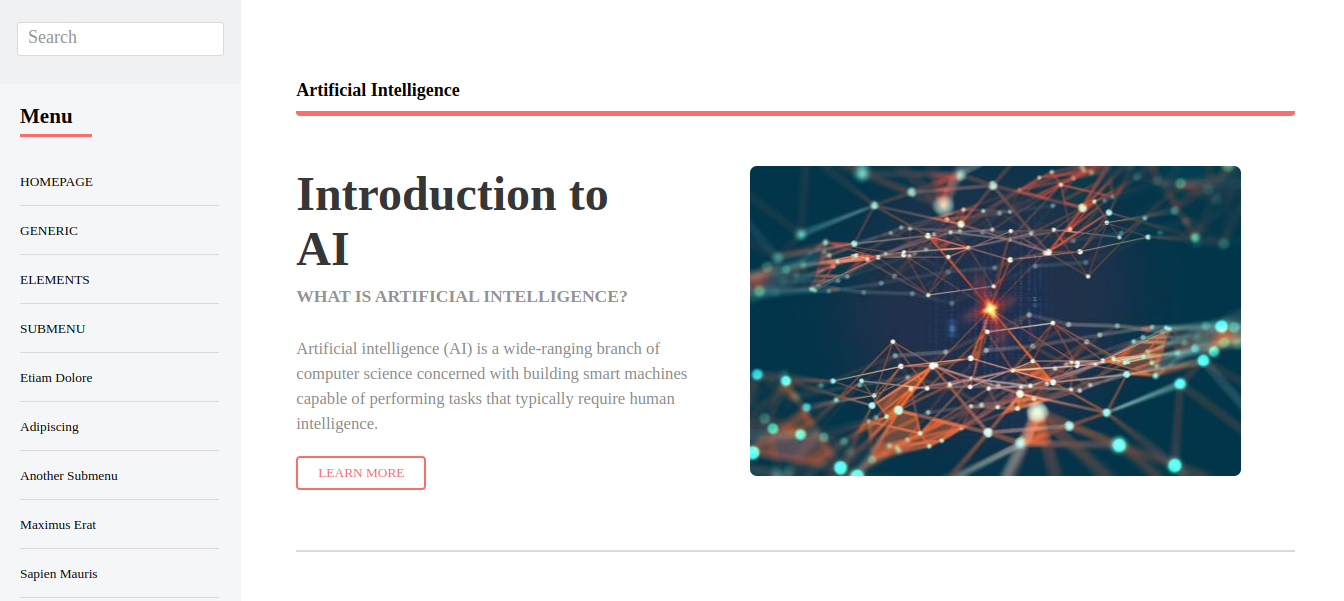 Search
Menu
HOMEPAGE
GENERIC
ELEMENTS
SUBMENU
Etiam Dolore
Adipiscing
Another Submenu
Maximus Erat
Sapien Mauris
Artificial Intelligence
Introduction to
AI
WHAT IS ARTIFICIAL INTELLIGENCE?
Artificial intelligence (AI) is a wide-ranging branch of
computer science concerned with building smart machines
capable of performing tasks that typically require human
intelligence.
LEARN MORE